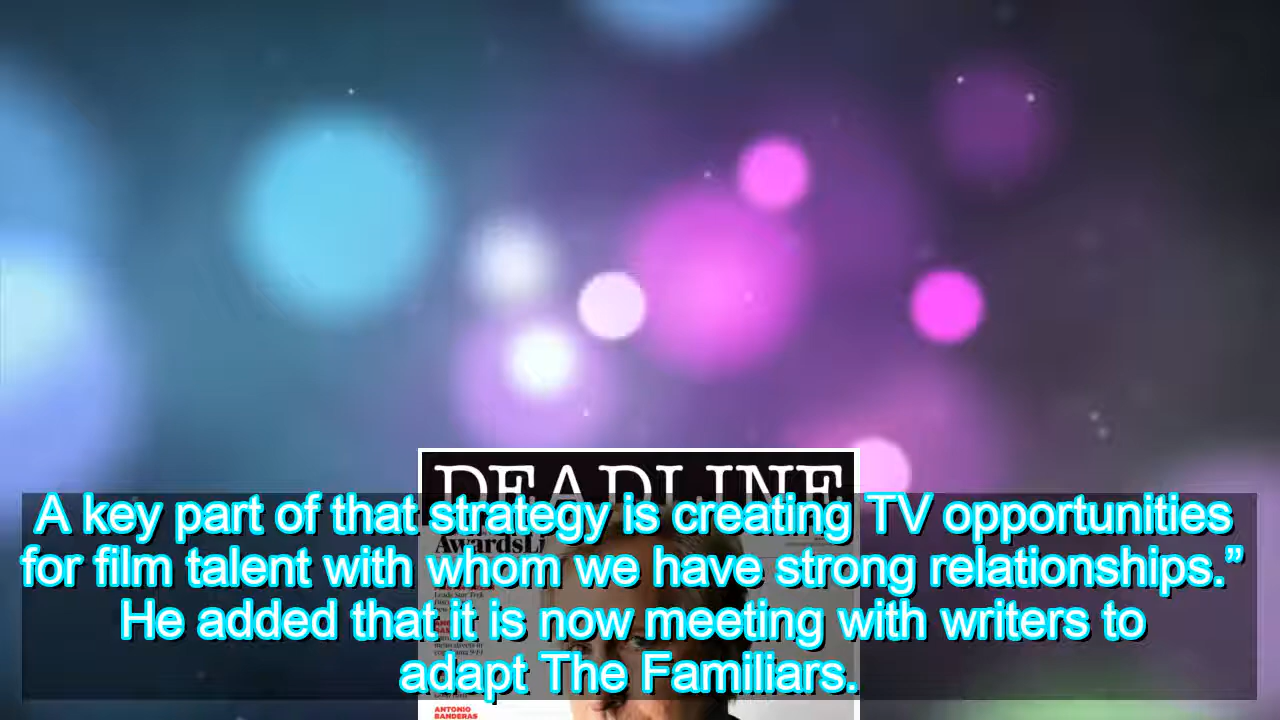 DEADLINE
A key part of that strategy is creating TV opportunities
AwardsLi
for film talent with whom we have strong relationships.”
He added that it is now meeting with writers to
adapt The Familiars.
ANTONIO
BANDERAS